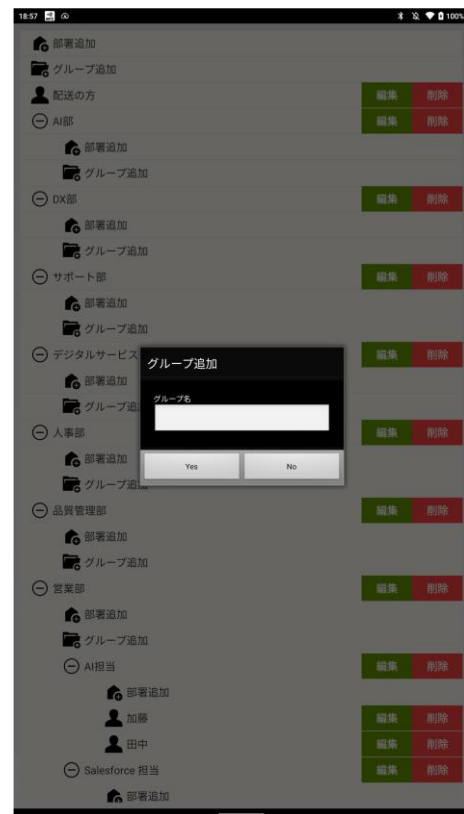 18:57 100%
部署追加
グループ追加
配送の方 編集 削除
AI部 編集 削除
部署追加
グループ追加
DX部 編集 削除
部署追加
グループ追加
サポート部 編集 削除
部署追加
グループ追加
デジタルサービス 編集 削除
部署追加
グループ追
人事部 編集 削除
部署追加
グループ追
品質管理部 編集 削除
部署追加
グループ追加
営業部 編集 削除
部署追加
グループ追加
AI担当 編集 削除
部署追加
加藤 編集 削除
田中 編集 削除
Salesforce 担当 編集 削除
部署追加
グループ追加
グループ名
Yes No